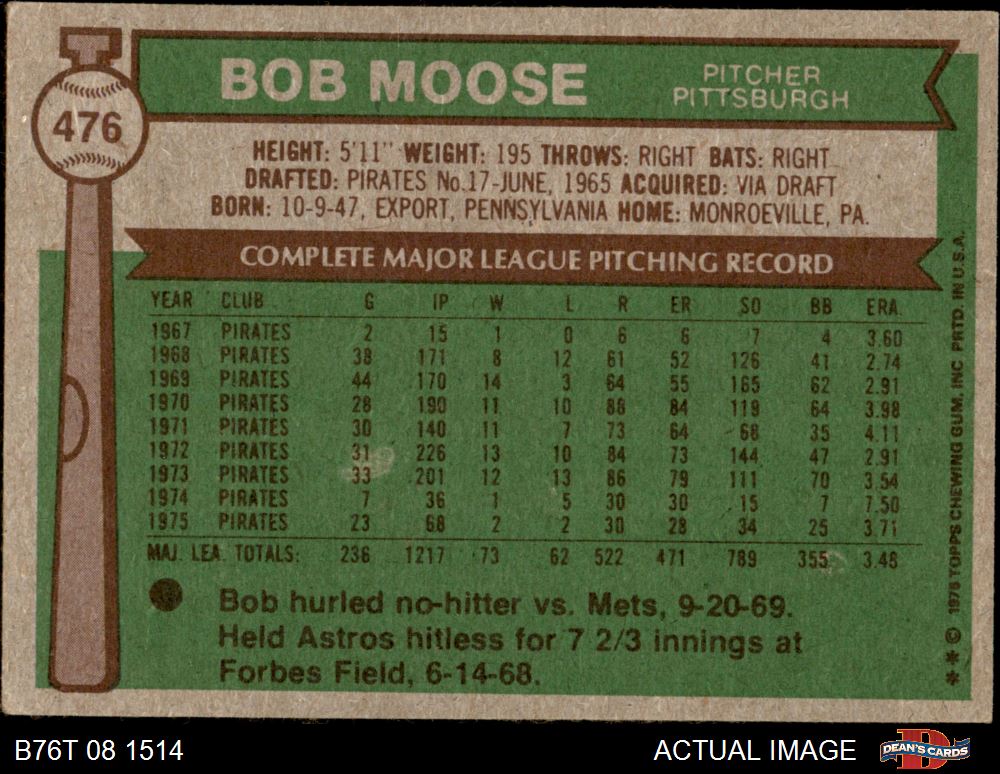 476
BOB MOOSE
PITCHER
PITTSBURGH
HEIGHT: 5'11" WEIGHT: 195 THROWS: RIGHT BATS: RIGHT
DRAFTED: PIRATES No.17-JUNE, 1965 ACQUIRED: VIA DRAFT
BORN: 10-9-47, EXPORT, PENNSYLVANIA HOME: MONROEVILLE, PA.
COMPLETE MAJOR LEAGUE PITCHING RECORD
YEAR CLUB G IP W L R ER SO BB ERA
1967 PIRATES 2 15 1 0 6 6 7 4 3.60
1968 PIRATES 38 171 8 12 61 52 126 41 2.74
1969 PIRATES 44 170 14 3 64 55 165 62 2.91
1970 PIRATES 28 190 11 10 88 84 119 64 3.98
1971 PIRATES 30 140 11 7 73 64 68 35 4.11
1972 PIRATES 31 226 13 10 84 73 144 47 2.91
1973 PIRATES 33 201 12 13 86 79 111 70 3.54
1974 PIRATES 7 36 1 5 30 30 15 7 7.50
1975 PIRATES 23 68 2 2 30 28 34 25 3.71
MAJ. LEA. TOTALS: 236 1217 73 62 522 471 789 355 3.48
Bob hurled no-hitter vs. Mets, 9-20-69.
Held Astros hitless for 7 2/3 innings at
Forbes Field, 6-14-68.
** © 1976 TOPPS CHEWING GUM, INC PRTD. IN U.S.A.
B76T 08 1514
ACTUAL IMAGE
DEAN'S CARDS